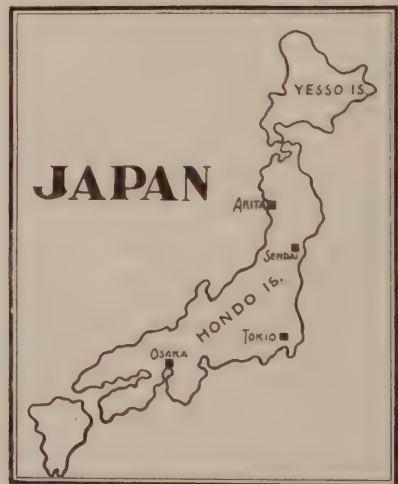 YESSO IS.
JAPAN
AKITA
SENDAI
HONDO IS.
TOKIO
OSAKA